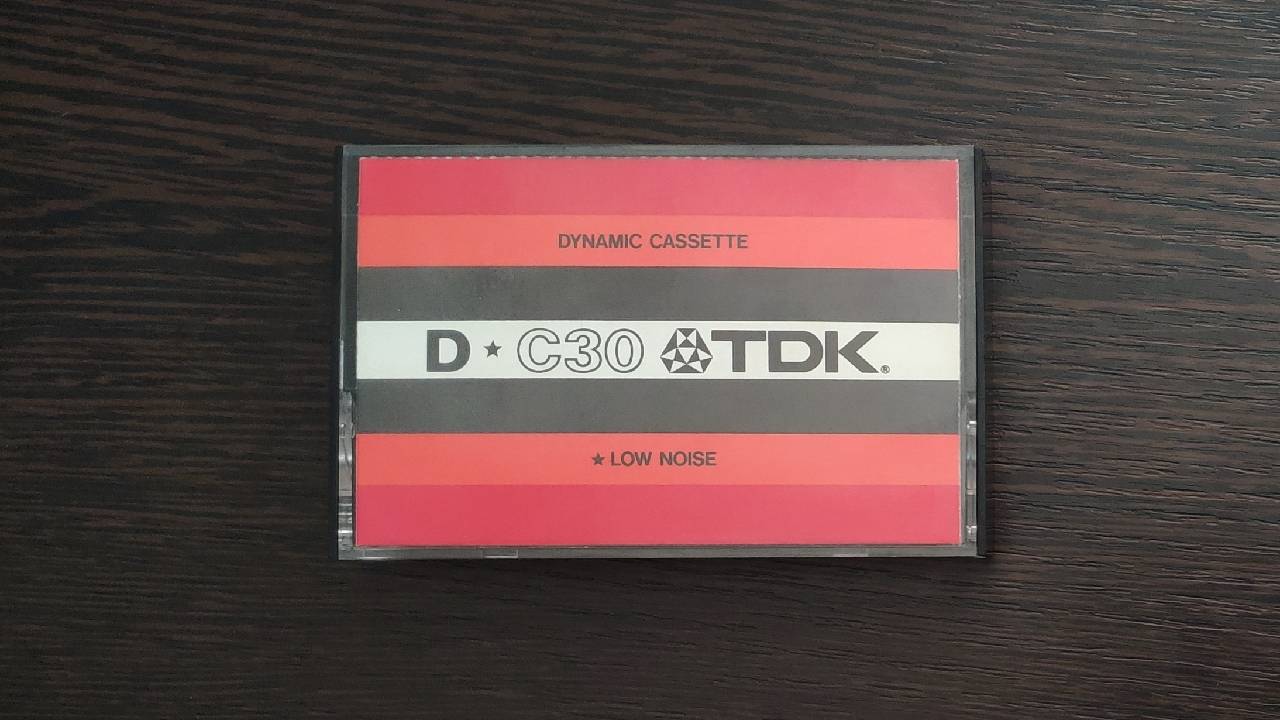 DYNAMIC CASSETTE
D ★ C30 TDK®
★ LOW NOISE